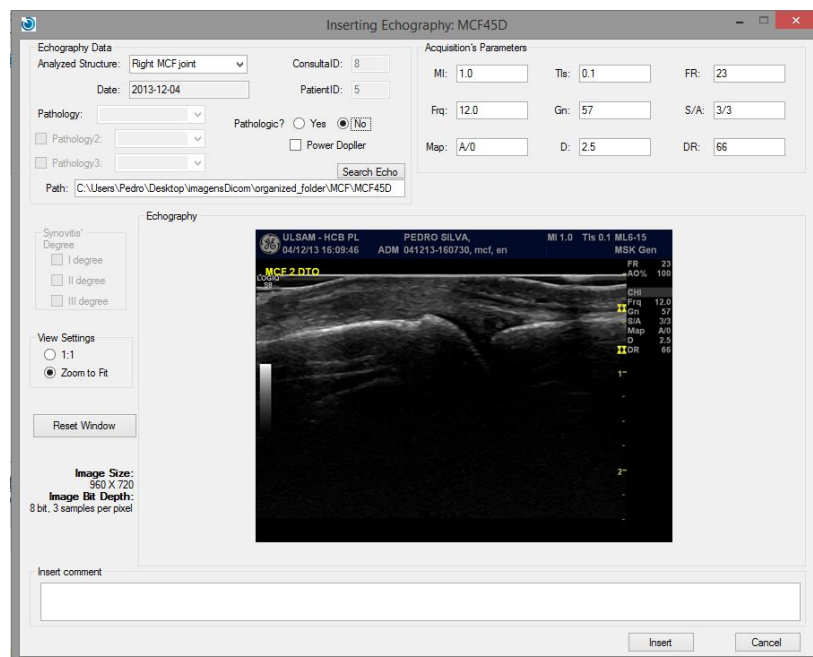 Inserting Echography: MCF45D
Echography Data
Analyzed Structure: Right MCF joint ConsultaID: 8
Date: 2013-12-04 PatientID: 5
Pathology:
Pathologic? Yes No
Pathology2:
Power Dopller
Pathology3:
Search Echo
Path: C:\Users\Pedro\Desktop\imagensDicom\organized_folder\MCF\MCF45D
Acquisition's Parameters
MI: 1.0 TIs: 0.1 FR: 23
Frq: 12.0 Gn: 57 S/A: 3/3
Map: A/0 D: 2.5 DR: 66
Synovitis'
Degree
I degree
II degree
III degree
View Settings
1:1
Zoom to Fit
Reset Window
Image Size:
960 X 720
Image Bit Depth:
8 bit, 3 samples per pixel
Echography
GE ULSAM - HCB PL PEDRO SILVA, MI 1.0 TIs 0.1 ML6-15
04/12/13 16:09:46 ADM 041213-160730, mcf, en MSK Gen
MCF 2 DTO
LOGIQ
S8
FR 23
AO% 100
CHI
Frq 12.0
Gn 57
S/A 3/3
Map A/0
D 2.5
DR 66
1-
2-
Insert comment
Insert Cancel